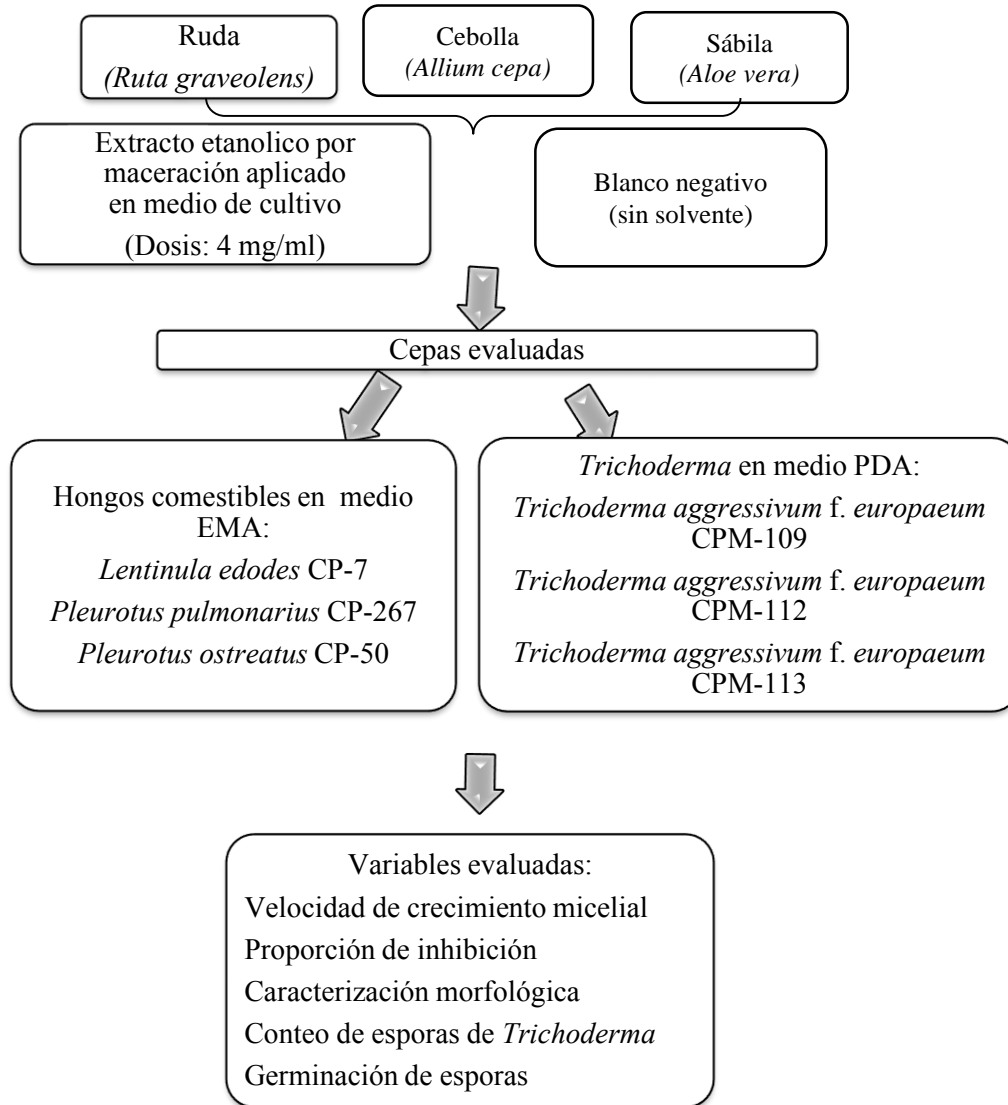 Ruda
(Ruta graveolens)
Cebolla
(Allium cepa)
Sábila
(Aloe vera)
Extracto etanolico por
maceración aplicado
en medio de cultivo
(Dosis: 4 mg/ml)
Blanco negativo
(sin solvente)
Cepas evaluadas
Hongos comestibles en medio
EMA:
Lentinula edodes CP-7
Pleurotus pulmonarius CP-267
Pleurotus ostreatus CP-50
Trichoderma en medio PDA:
Trichoderma aggressivum f. europaeum
CPM-109
Trichoderma aggressivum f. europaeum
CPM-112
Trichoderma aggressivum f. europaeum
CPM-113
Variables evaluadas:
Velocidad de crecimiento micelial
Proporción de inhibición
Caracterización morfológica
Conteo de esporas de Trichoderma
Germinación de esporas